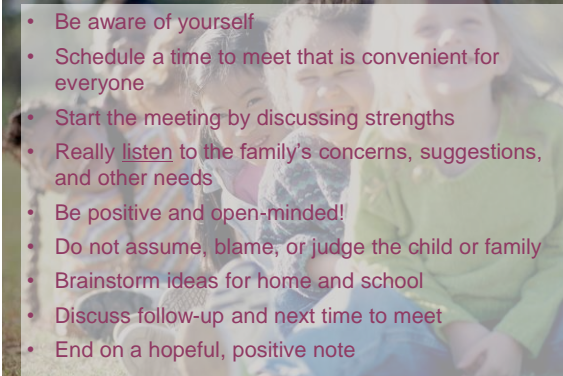 • Be aware of yourself
• Schedule a time to meet that is convenient for
everyone
• Start the meeting by discussing strengths
• Really listen to the family's concerns, suggestions,
and other needs
• Be positive and open-minded!
• Do not assume, blame, or judge the child or family
• Brainstorm ideas for home and school
• Discuss follow-up and next time to meet
• End on a hopeful, positive note